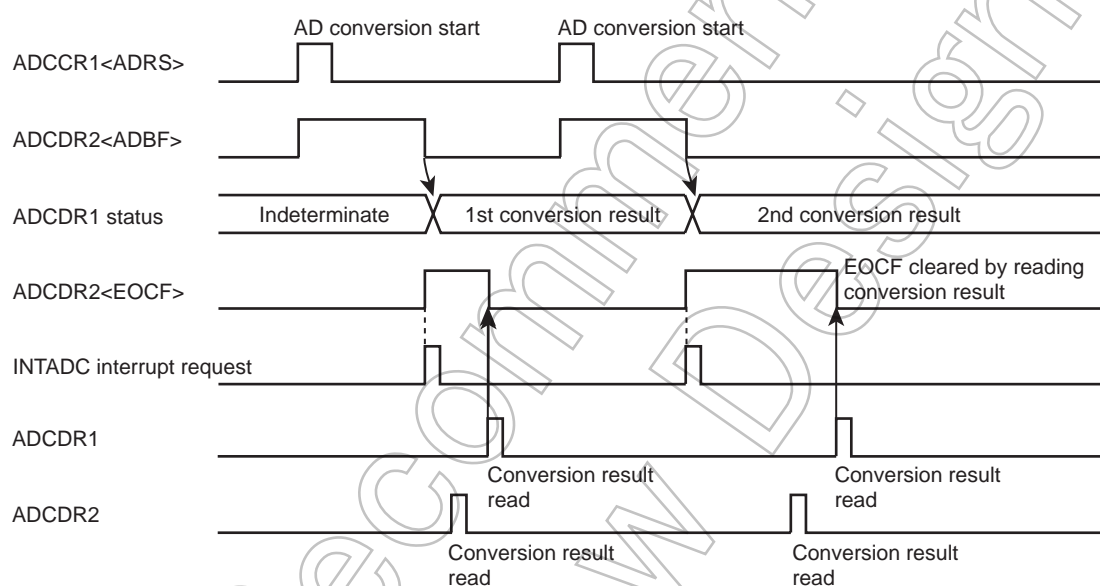 AD conversion start
AD conversion start
ADCCR1<ADRS>
ADCDR2<ADBF>
ADCDR1 status
Indeterminate
1st conversion result
2nd conversion result
EOCF cleared by reading
conversion result
ADCDR2<EOCF>
INTADC interrupt request
ADCDR1
Conversion result
read
Conversion result
read
ADCDR2
Conversion result
read
Conversion result
read